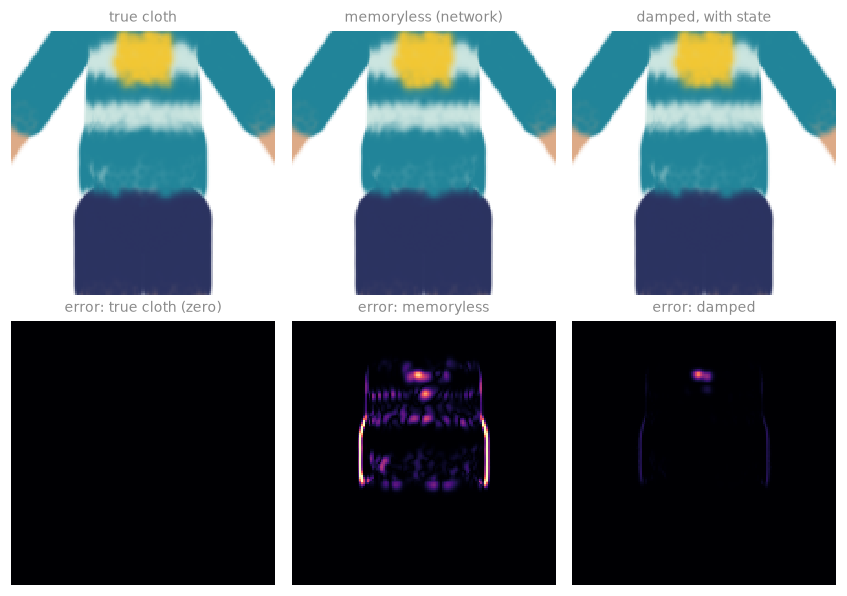 true cloth
memoryless (network)
damped, with state
error: true cloth (zero)
error: memoryless
error: damped